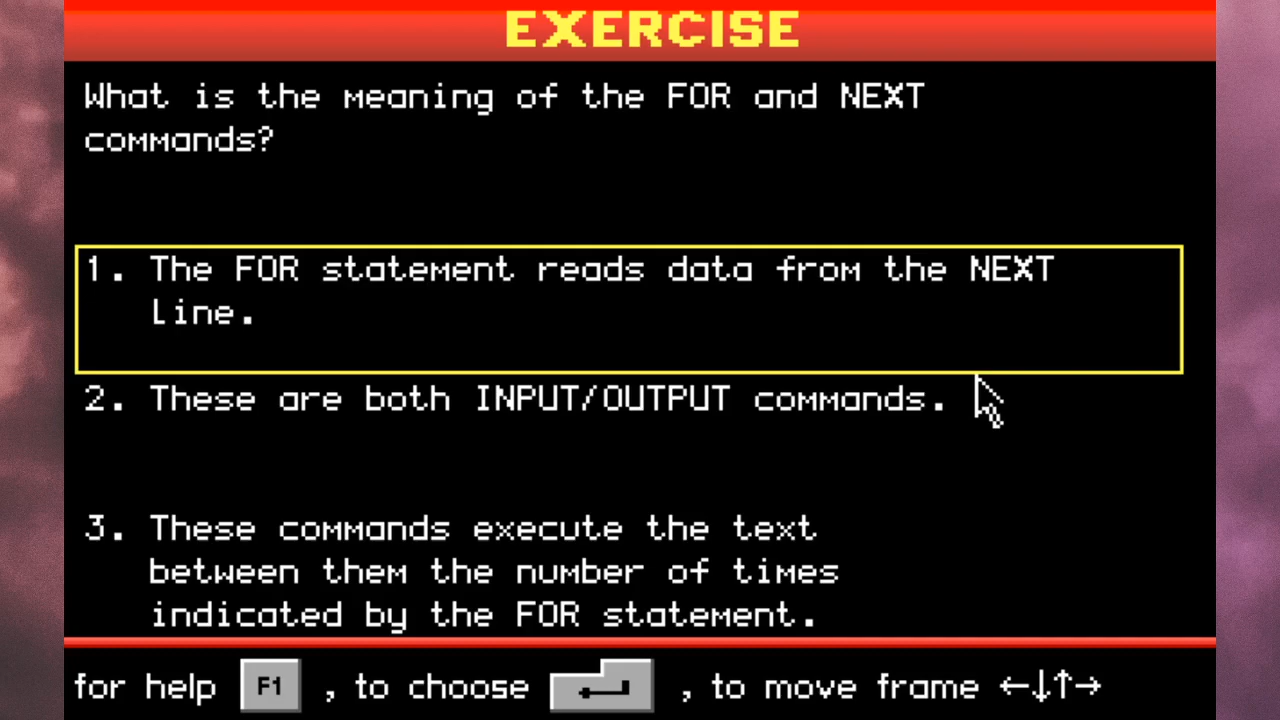 EXERCISE
What is the meaning of the FOR and NEXT
commands?
1. The FOR statement reads data from the NEXT
Line.
2. These are both INPUT/OUTPUT commands.
3. These commands execute the text
between them the number of times
indicated by the FOR statement.
for help F1 , to choose , to move frame ←↓↑→